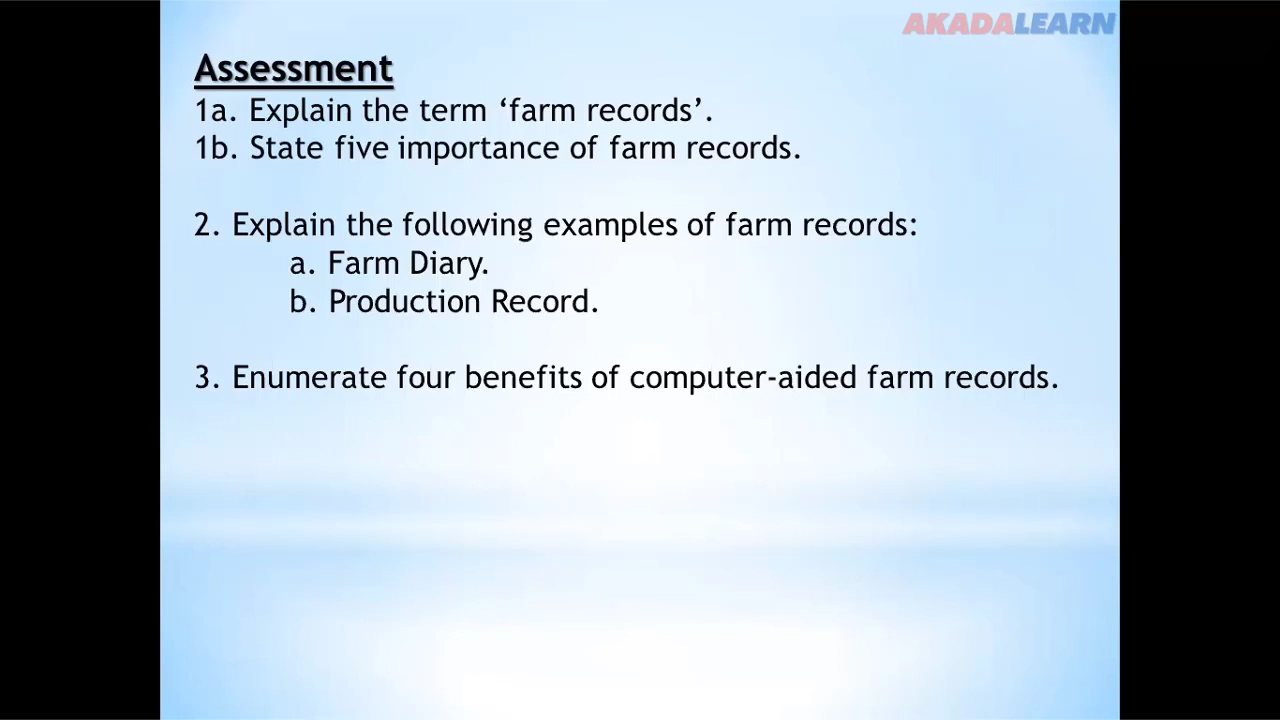 AKADALEARN
Assessment
1a. Explain the term ‘farm records’.
1b. State five importance of farm records.
2. Explain the following examples of farm records:
a. Farm Diary.
b. Production Record.
3. Enumerate four benefits of computer-aided farm records.